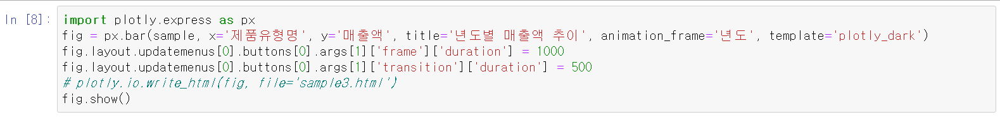 In [8]:
import plotly.express as px
fig = px.bar(sample, x='제품유형명', y='매출액', title='년도별 매출액 추이', animation_frame='년도', template='plotly_dark')
fig.layout.updatemenus[0].buttons[0].args[1]['frame']['duration'] = 1000
fig.layout.updatemenus[0].buttons[0].args[1]['transition']['duration'] = 500
# plotly.io.write_html(fig, file='sample3.html')
fig.show()